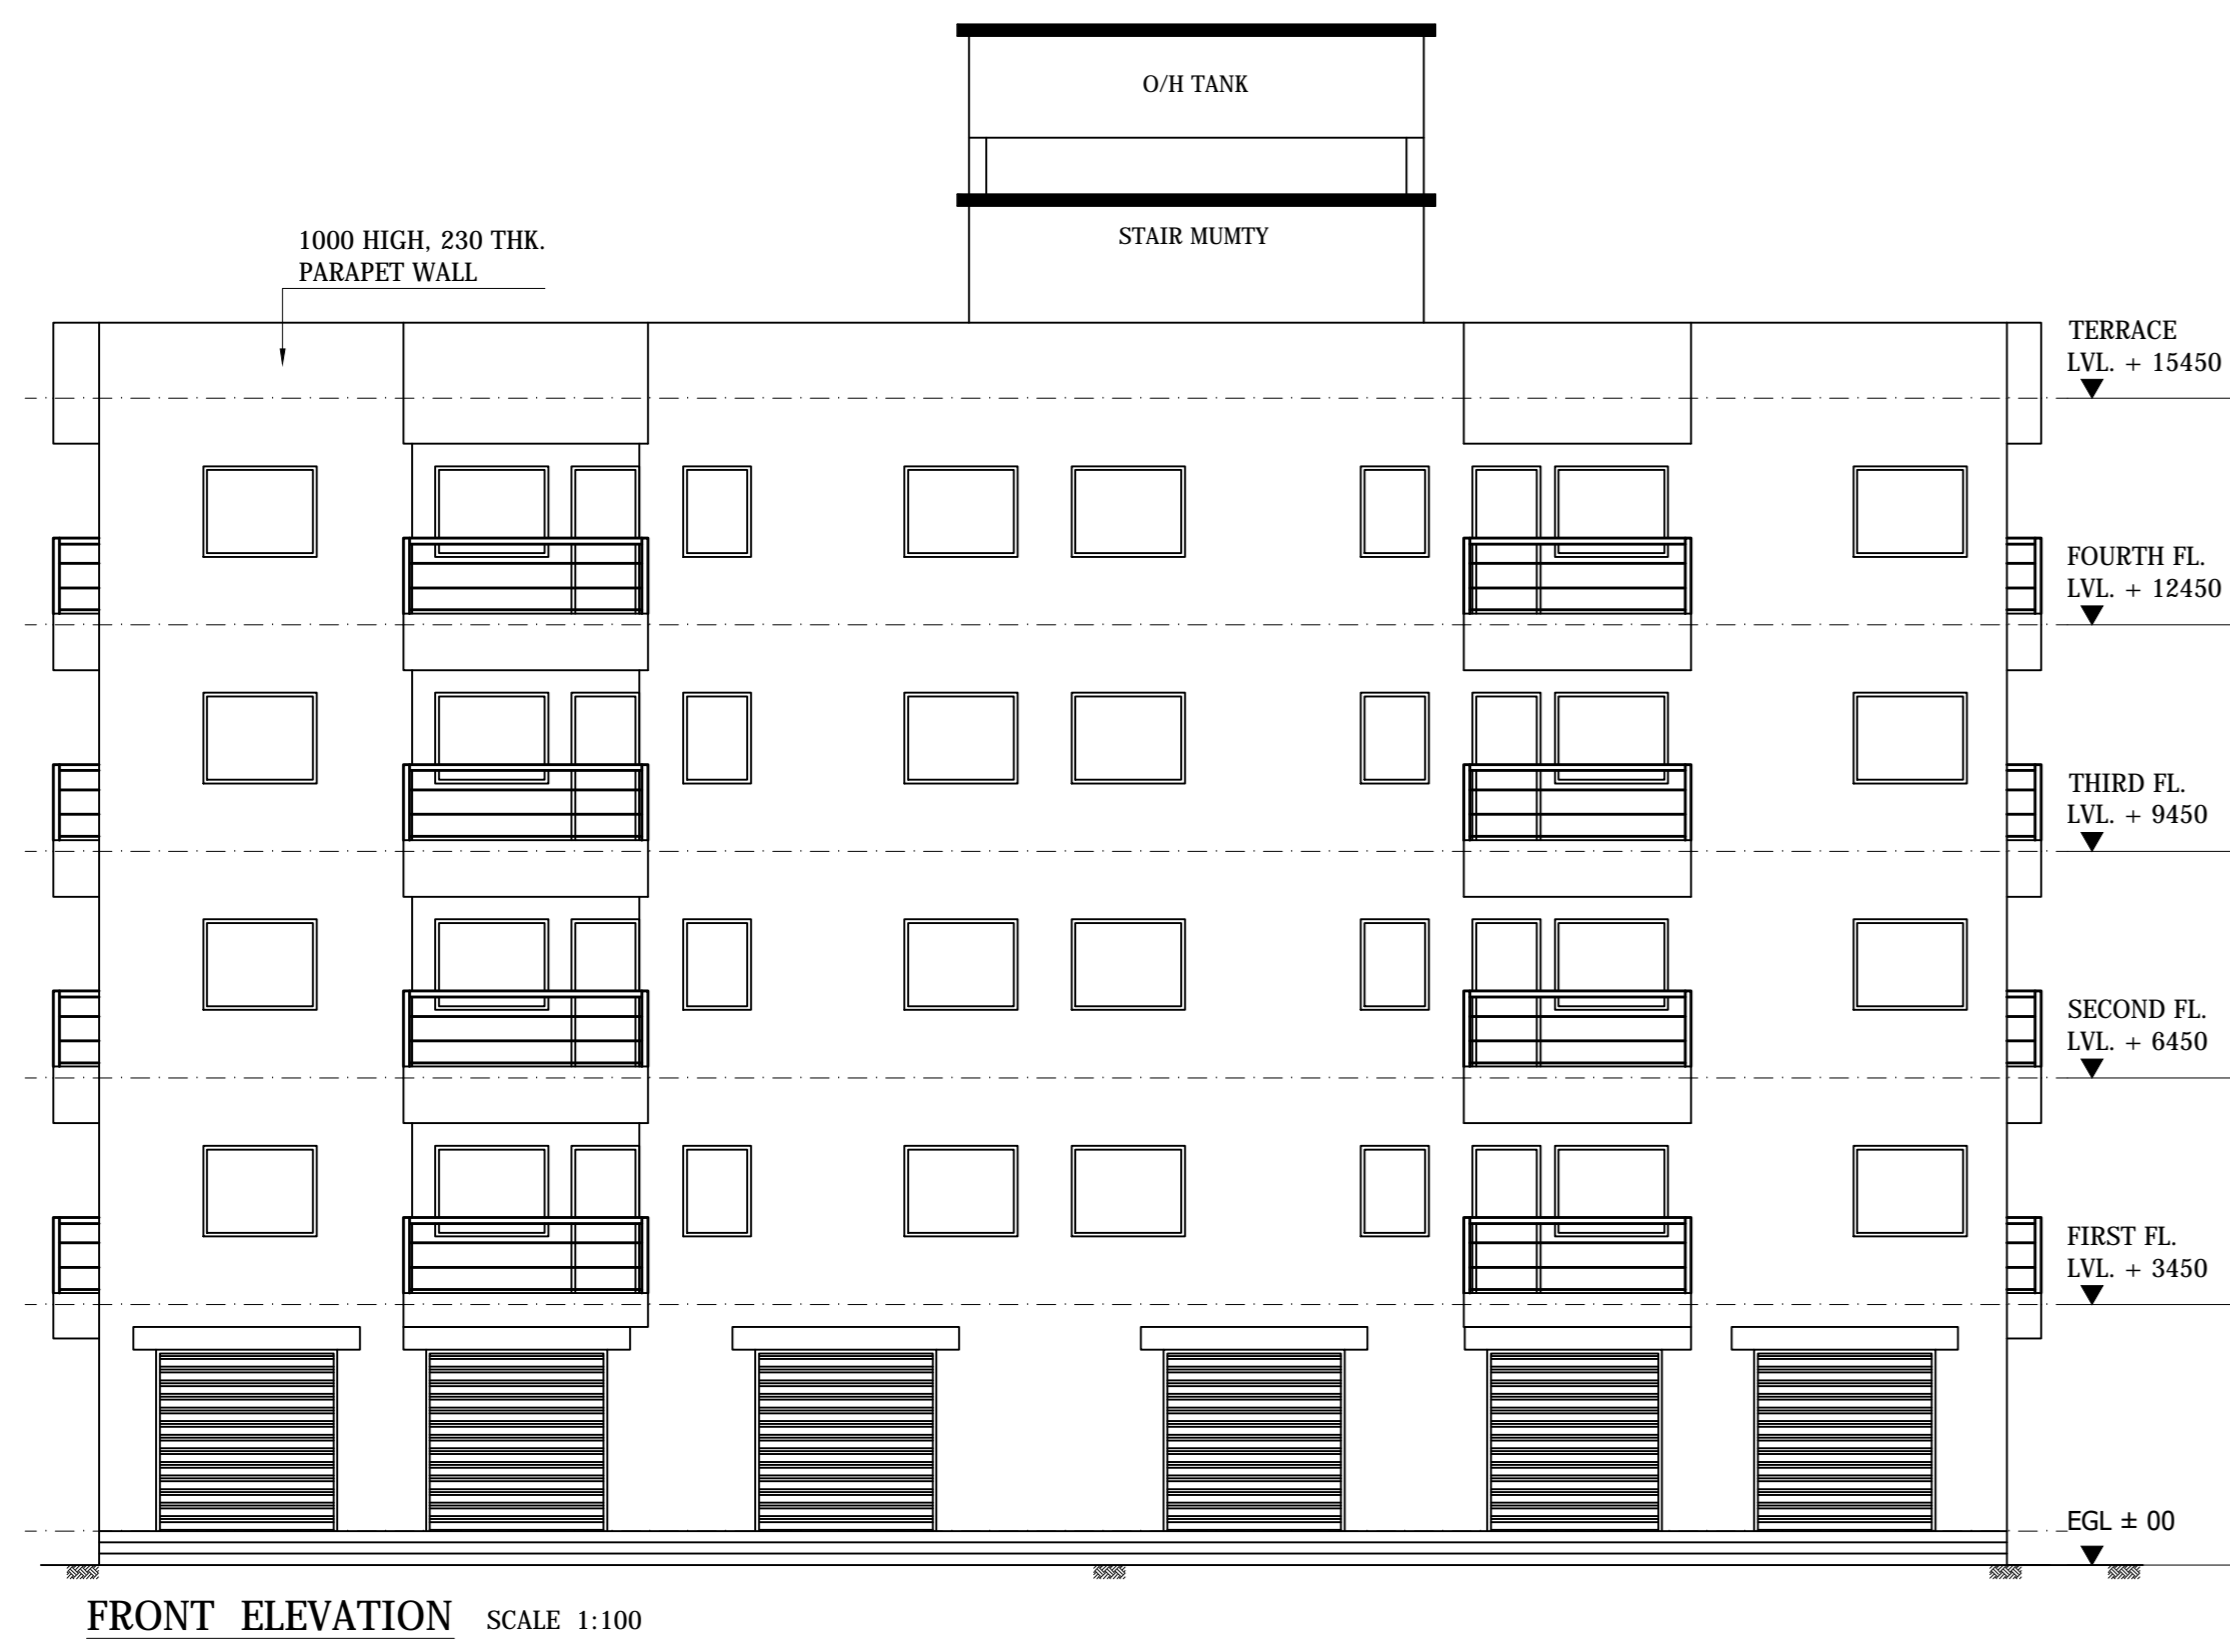 O/H TANK
STAIR MUMTY
1000 HIGH, 230 THK.
PARAPET WALL
TERRACE
LVL. + 15450
FOURTH FL.
LVL. + 12450
THIRD FL.
LVL. + 9450
SECOND FL.
LVL. + 6450
FIRST FL.
LVL. + 3450
EGL ± 00
FRONT ELEVATION SCALE 1:100